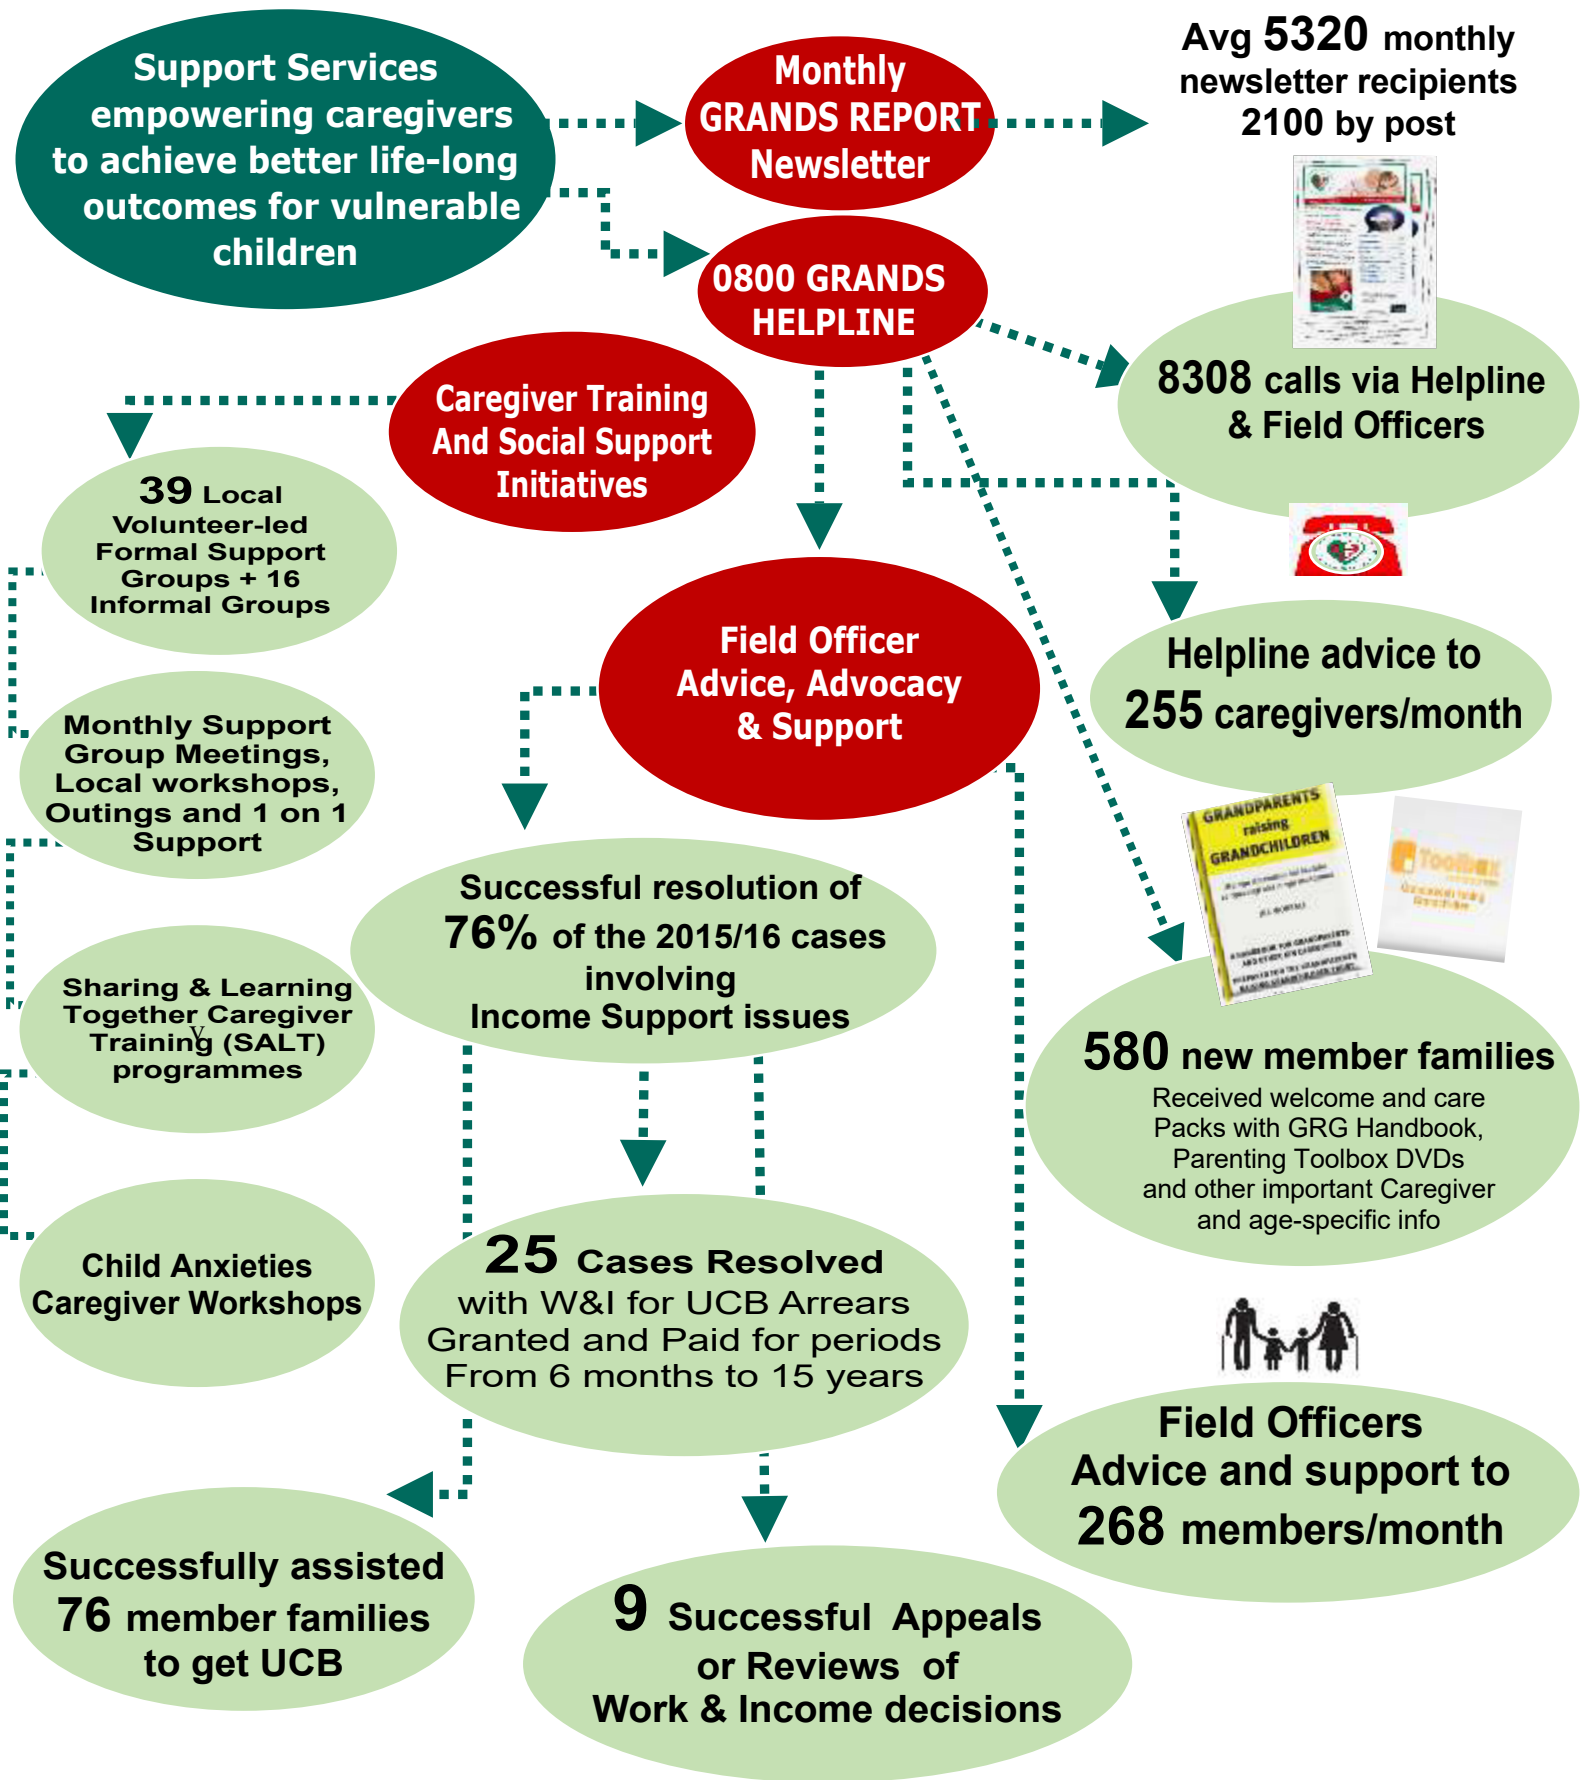 Support Services
empowering caregivers
to achieve better life-long
outcomes for vulnerable
children
Monthly
GRANDS REPORT
Newsletter
Avg 5320 monthly
newsletter recipients
2100 by post
0800 GRANDS
HELPLINE
8308 calls via Helpline
& Field Officers
Caregiver Training
And Social Support
Initiatives
39 Local
Volunteer-led
Formal Support
Groups + 16
Informal Groups
Field Officer
Advice, Advocacy
& Support
Helpline advice to
255 caregivers/month
Monthly Support
Group Meetings,
Local workshops,
Outings and 1 on 1
Support
GRANDPARENTS
raising
GRANDCHILDREN
Toolbox
Successful resolution of
76% of the 2015/16 cases
involving
Income Support issues
Sharing & Learning
Together Caregiver
v
Training (SALT)
programmes
580 new member families
Received welcome and care
Packs with GRG Handbook,
Parenting Toolbox DVDs
and other important Caregiver
and age-specific info
Child Anxieties
Caregiver Workshops
25 Cases Resolved
with W&I for UCB Arrears
Granted and Paid for periods
From 6 months to 15 years
Field Officers
Advice and support to
268 members/month
Successfully assisted
76 member families
to get UCB
9 Successful Appeals
or Reviews of
Work & Income decisions